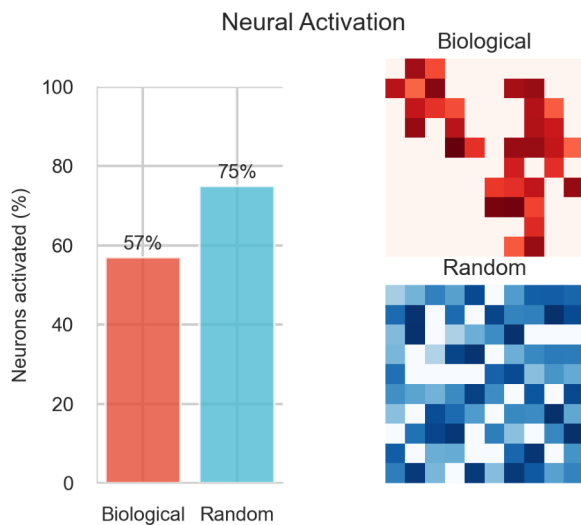 Neural Activation
Biological
100
80
75%
57%
60
Random
40
20
0
Neurons activated (%)
Biological Random